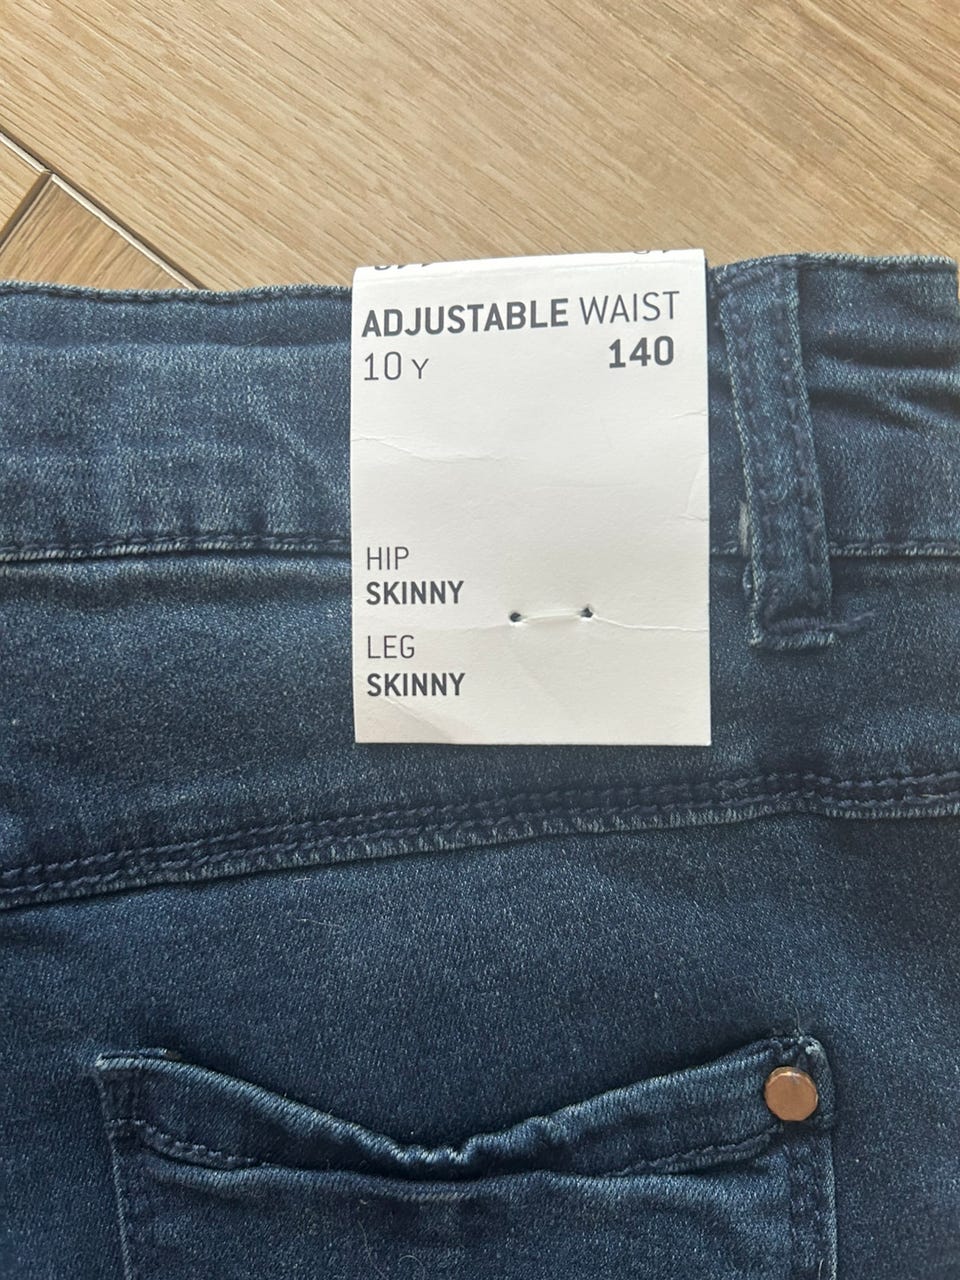 ADJUSTABLE WAIST
10 Y 140
HIP
SKINNY
LEG
SKINNY